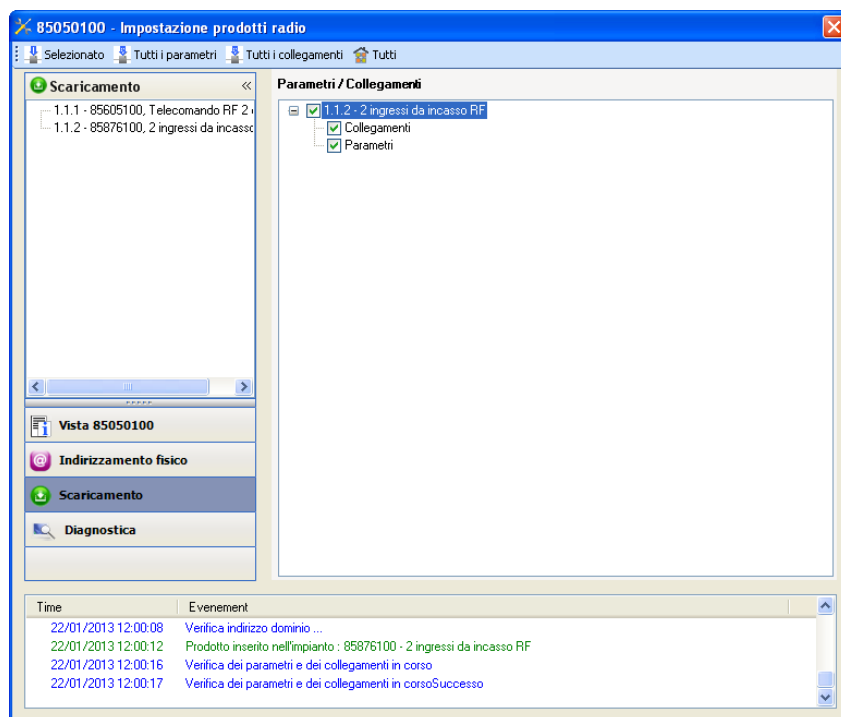 85050100 - Impostazione prodotti radio
Selezionato Tutti i parametri Tutti i collegamenti Tutti
Scaricamento
1.1.1 - 85605100, Telecomando RF 2
1.1.2 - 85876100, 2 ingressi da incasso
Vista 85050100
Indirizzamento fisico
Scaricamento
Diagnostica
Parametri / Collegamenti
1.1.2 - 2 ingressi da incasso RF
Collegamenti
Parametri
Time Evenement
22/01/2013 12:00:08 Verifica indirizzo dominio ...
22/01/2013 12:00:12 Prodotto inserito nell'impianto : 85876100 - 2 ingressi da incasso RF
22/01/2013 12:00:16 Verifica dei parametri e dei collegamenti in corso
22/01/2013 12:00:17 Verifica dei parametri e dei collegamenti in corsoSuccesso